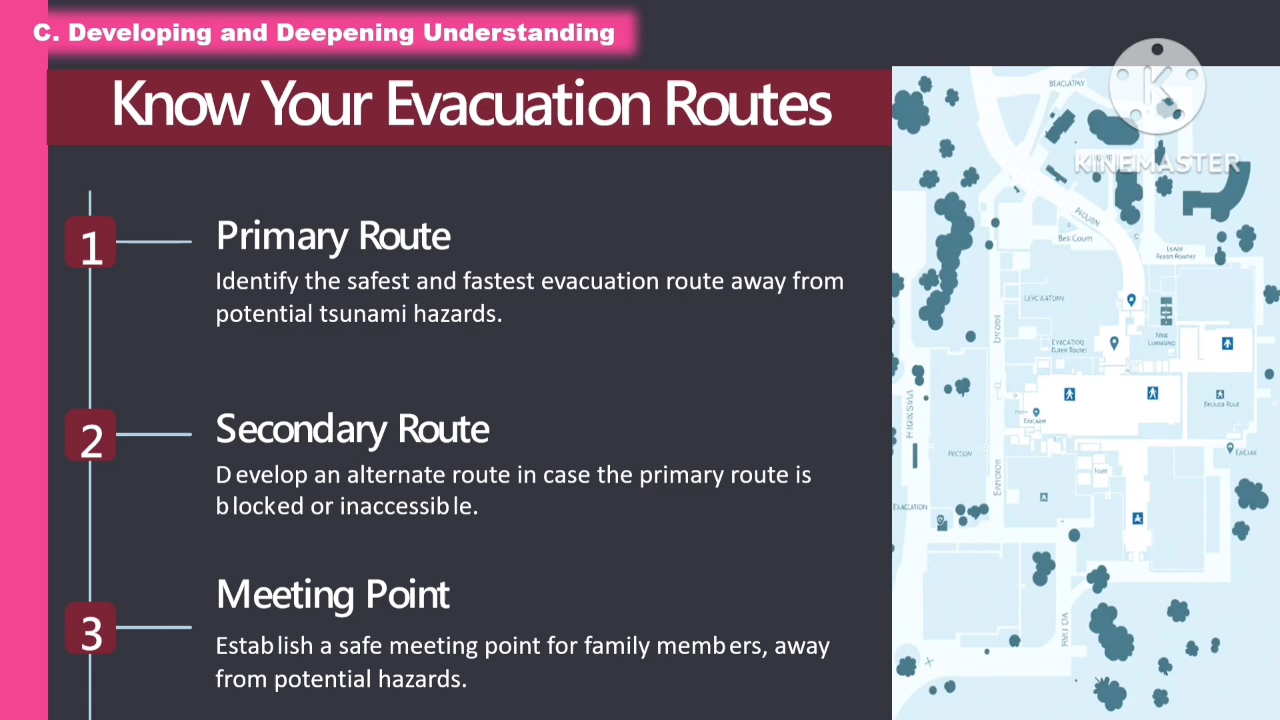 C. Developing and Deepening Understanding
Know Your Evacuation Routes
1
Primary Route
Identify the safest and fastest evacuation route away from
potential tsunami hazards.
2
Secondary Route
Develop an alternate route in case the primary route is
blocked or inaccessible.
3
Meeting Point
Establish a safe meeting point for family members, away
from potential hazards.
K
KINEMASTER